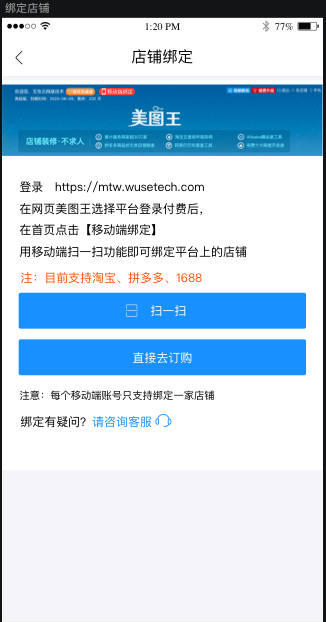 绑定店铺
1:20 PM
77%
店铺绑定
移动端绑定
美图王
店铺装修·不求人
登录 https://mtw.wusetech.com
在网页美图王选择平台登录付费后，
在首页点击【移动端绑定】
用移动端扫一扫功能即可绑定平台上的店铺
注：目前支持淘宝、拼多多、1688
扫一扫
直接去订购
注意：每个移动端账号只支持绑定一家店铺
绑定有疑问？请咨询客服